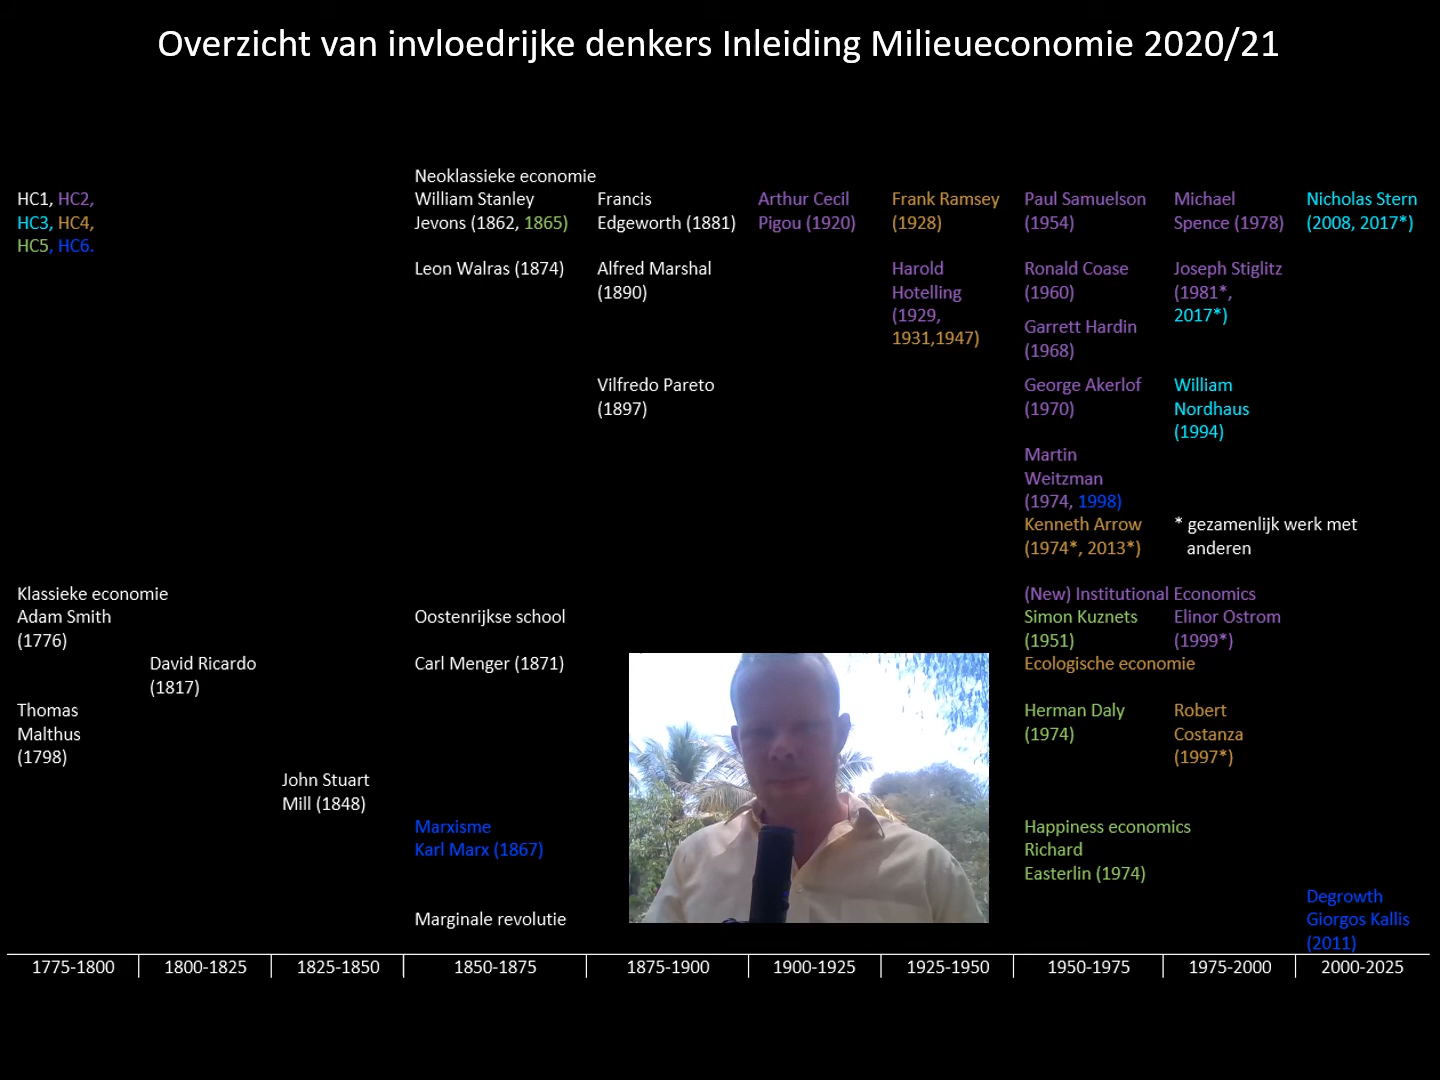 Overzicht van invloedrijke denkers Inleiding Milieueconomie 2020/21
HC1, HC2,
HC3, HC4,
HC5, HC6.
Neoklassieke economie
William Stanley
Jevons (1862, 1865)
Leon Walras (1874)
Francis
Edgeworth (1881)
Alfred Marshal
(1890)
Vilfredo Pareto
(1897)
Arthur Cecil
Pigou (1920)
Frank Ramsey
(1928)
Harold
Hotelling
(1929,
1931,1947)
Paul Samuelson
(1954)
Ronald Coase
(1960)
Garrett Hardin
(1968)
George Akerlof
(1970)
Martin
Weitzman
(1974, 1998)
Kenneth Arrow
(1974*, 2013*)
Michael
Spence (1978)
Joseph Stiglitz
(1981*,
2017*)
William
Nordhaus
(1994)
Nicholas Stern
(2008, 2017*)
* gezamenlijk werk met
anderen
Klassieke economie
Adam Smith
(1776)
David Ricardo
(1817)
Thomas
Malthus
(1798)
John Stuart
Mill (1848)
Oostenrijkse school
Carl Menger (1871)
Marxisme
Karl Marx (1867)
Marginale revolutie
(New) Institutional Economics
Simon Kuznets
(1951)
Elinor Ostrom
(1999*)
Ecologische economie
Herman Daly
(1974)
Robert
Costanza
(1997*)
Happiness economics
Richard
Easterlin (1974)
Degrowth
Giorgos Kallis
(2011)
1775-1800 1800-1825 1825-1850 1850-1875 1875-1900 1900-1925 1925-1950 1950-1975 1975-2000 2000-2025